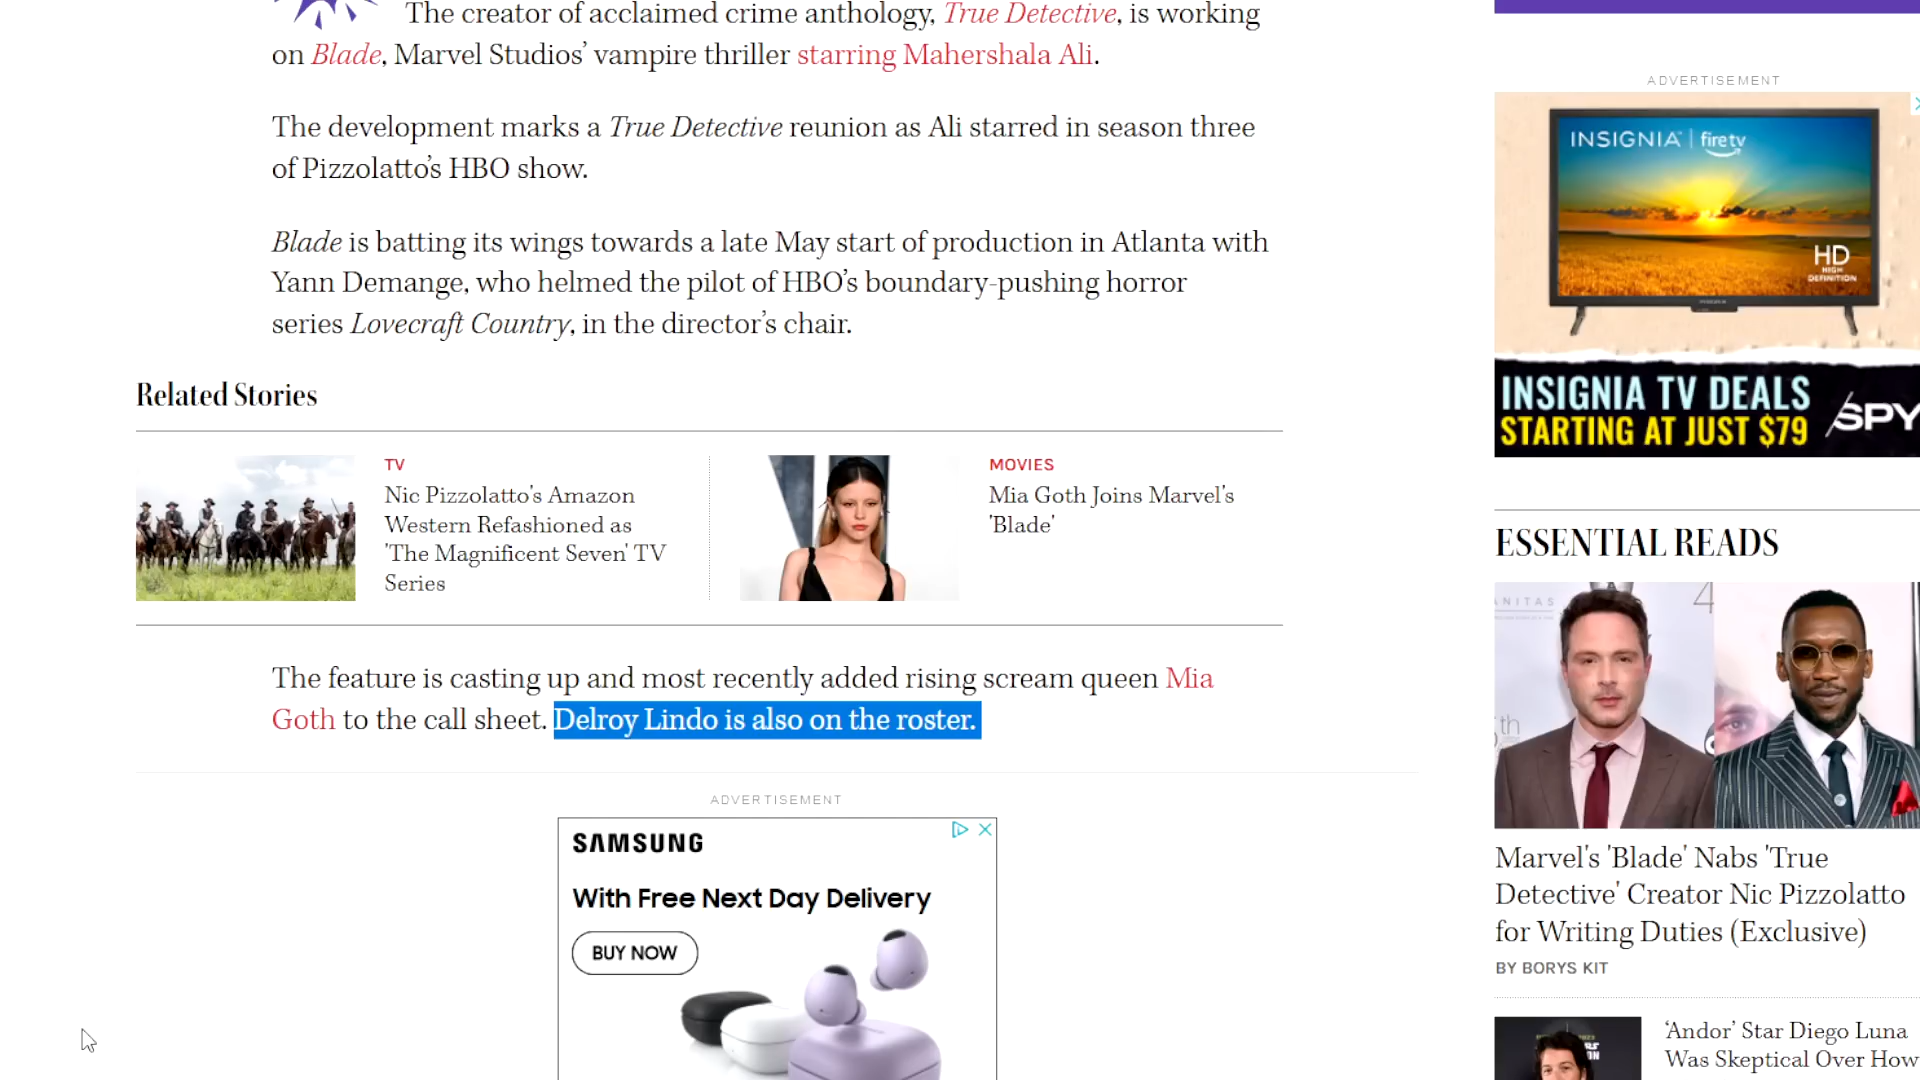 The creator of acclaimed crime anthology, True Detective, is working
on Blade, Marvel Studios’ vampire thriller starring Mahershala Ali.
The development marks a True Detective reunion as Ali starred in season three
of Pizzolatto’s HBO show.
Blade is batting its wings towards a late May start of production in Atlanta with
Yann Demange, who helmed the pilot of HBO’s boundary-pushing horror
series Lovecraft Country, in the director’s chair.
Related Stories
TV
Nic Pizzolatto’s Amazon
Western Refashioned as
'The Magnificent Seven' TV
Series
MOVIES
Mia Goth Joins Marvel’s
'Blade'
The feature is casting up and most recently added rising scream queen Mia
Goth to the call sheet. Delroy Lindo is also on the roster.
ADVERTISEMENT
SAMSUNG
With Free Next Day Delivery
BUY NOW
ADVERTISEMENT
INSIGNIA | fire tv
HD
HIGH
DEFINITION
INSIGNIA TV DEALS
STARTING AT JUST $79
SPY
ESSENTIAL READS
Marvel's 'Blade' Nabs 'True
Detective' Creator Nic Pizzolatto
for Writing Duties (Exclusive)
BY BORYS KIT
‘Andor’ Star Diego Luna
Was Skeptical Over How